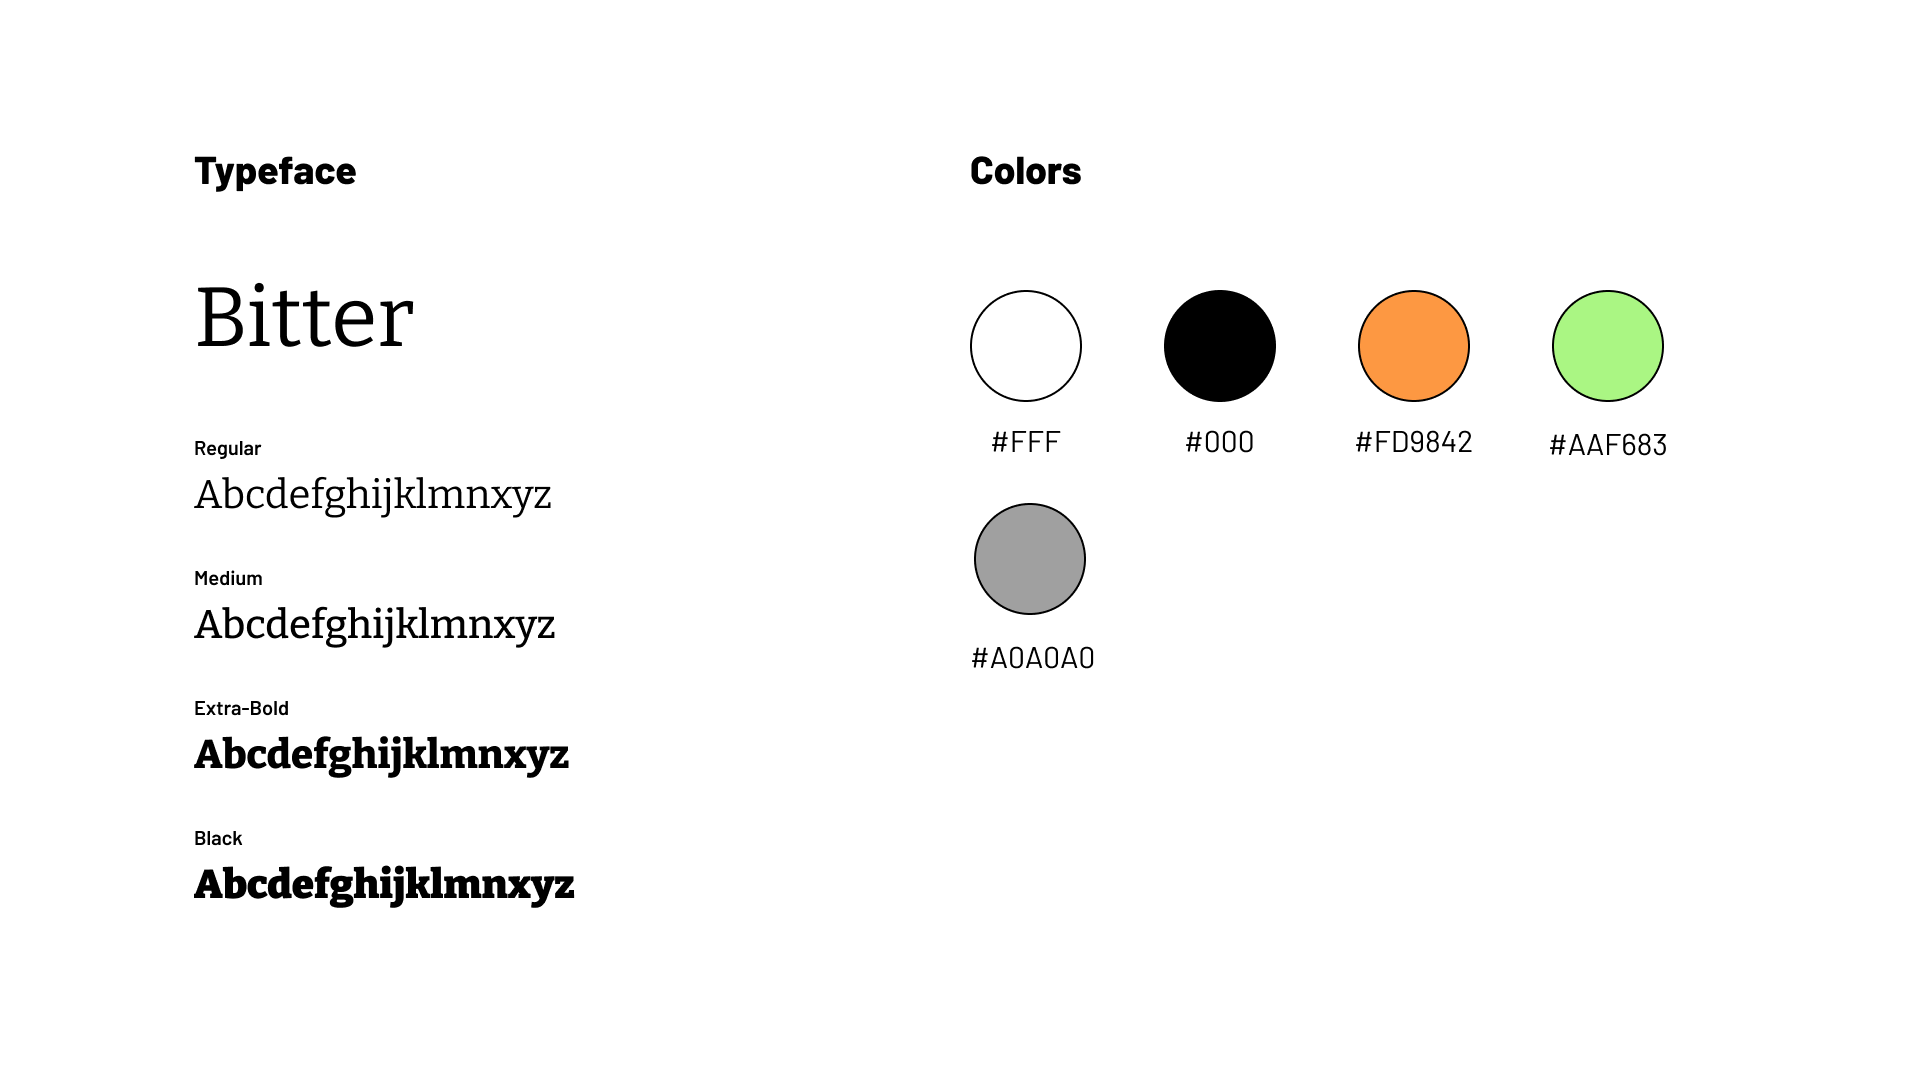 Typeface
Bitter
Regular
Abcdefghijklmnxyz
Medium
Abcdefghijklmnxyz
Extra-Bold
Abcdefghijklmnxyz
Black
Abcdefghijklmnxyz
Colors
#FFF
#000
#FD9842
#AAF683
#A0A0A0